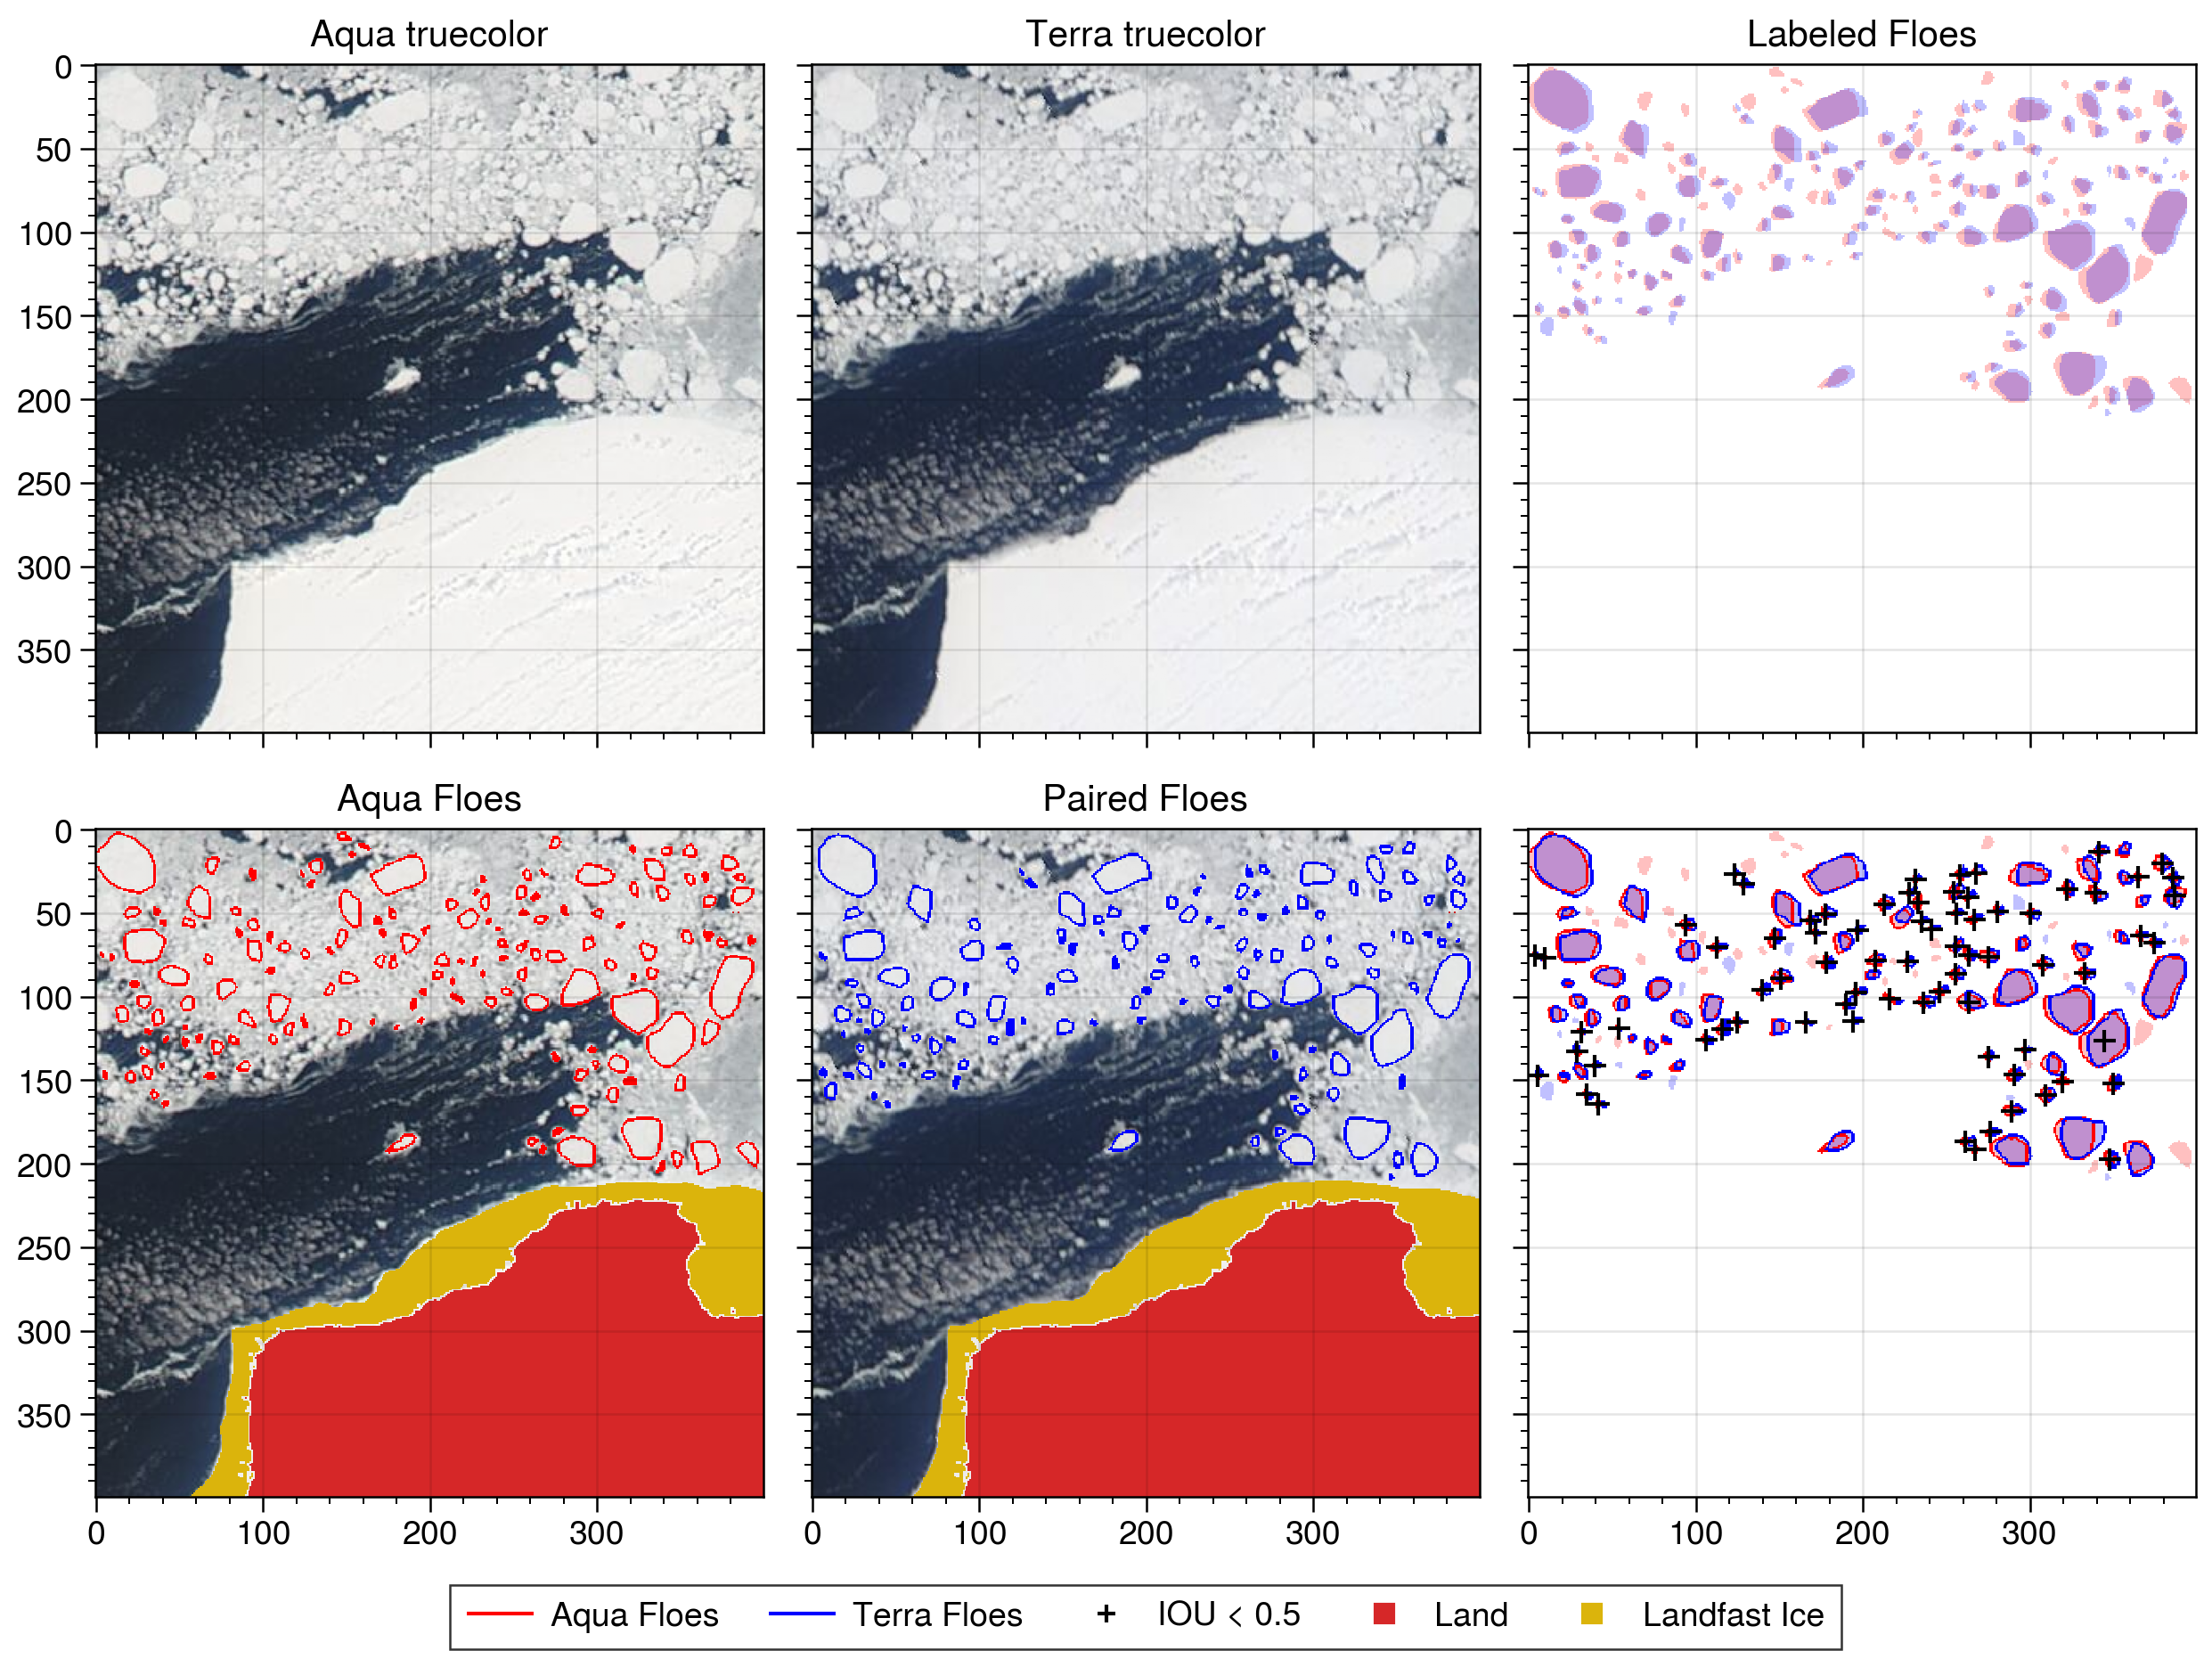 Aqua truecolor
Terra truecolor
Labeled Floes
0
50
100
150
200
250
300
350
Aqua Floes
Paired Floes
0
50
100
150
200
250
300
350
0 100 200 300
0 100 200 300
0 100 200 300
Aqua Floes
Terra Floes
+ IOU < 0.5
Land
Landfast Ice